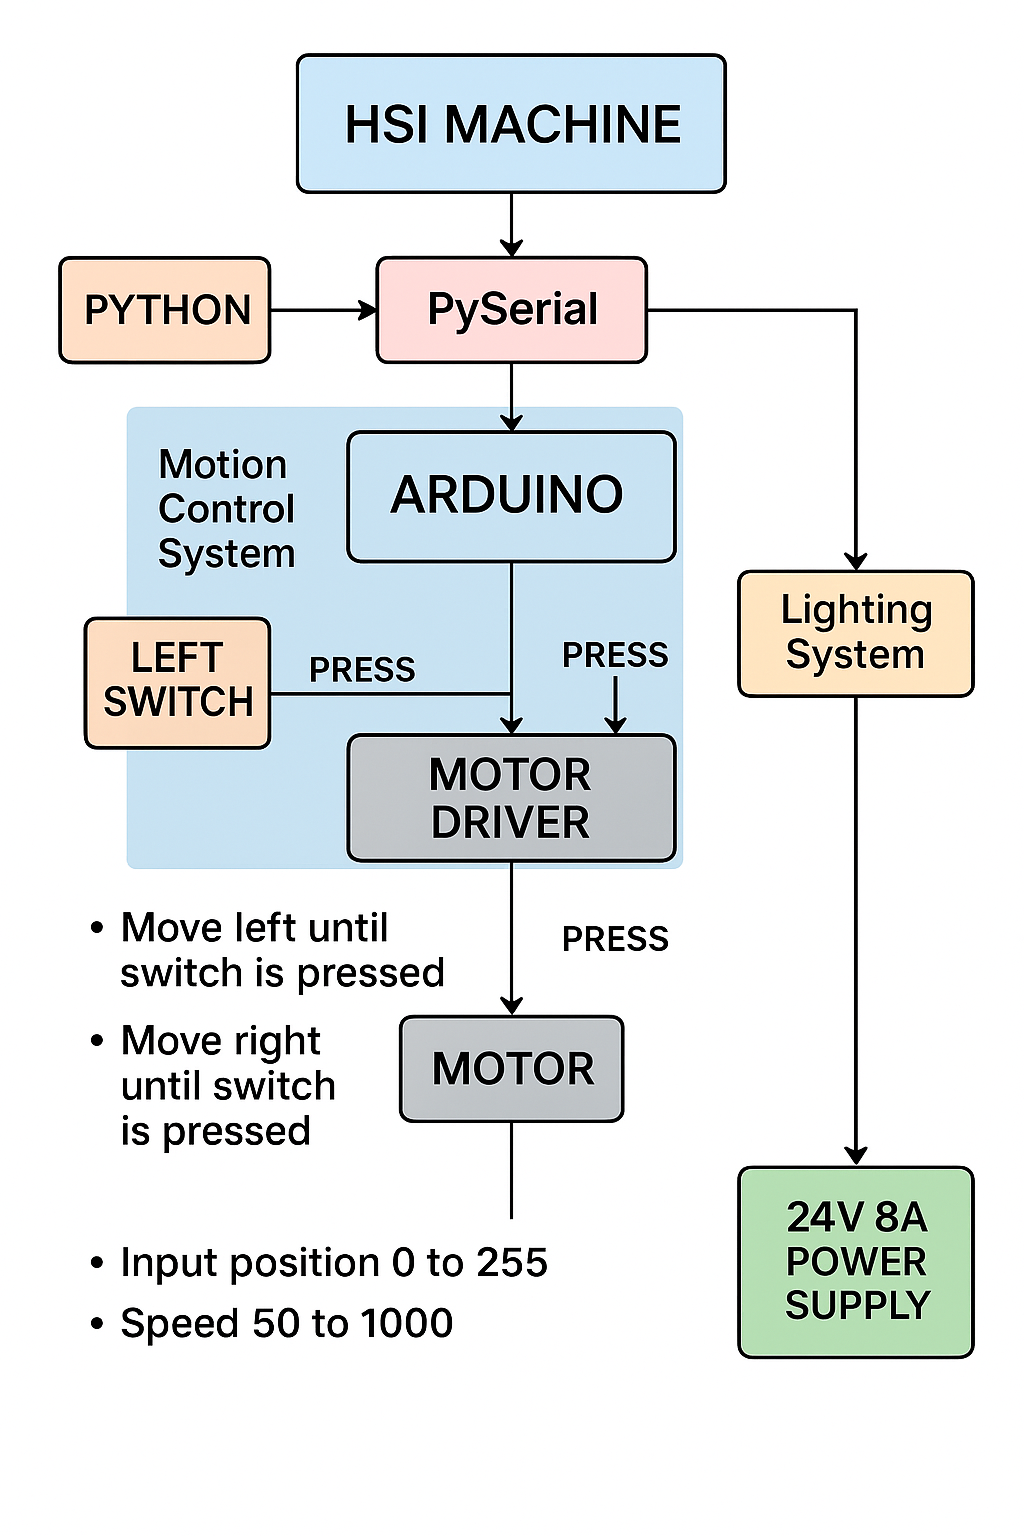 HSI MACHINE
PYTHON
PySerial
Motion
Control
System
ARDUINO
Lighting
System
LEFT
SWITCH
PRESS
PRESS
MOTOR
DRIVER
• Move left until
switch is pressed
PRESS
• Move right
until switch
is pressed
MOTOR
24V 8A
POWER
SUPPLY
• Input position 0 to 255
• Speed 50 to 1000